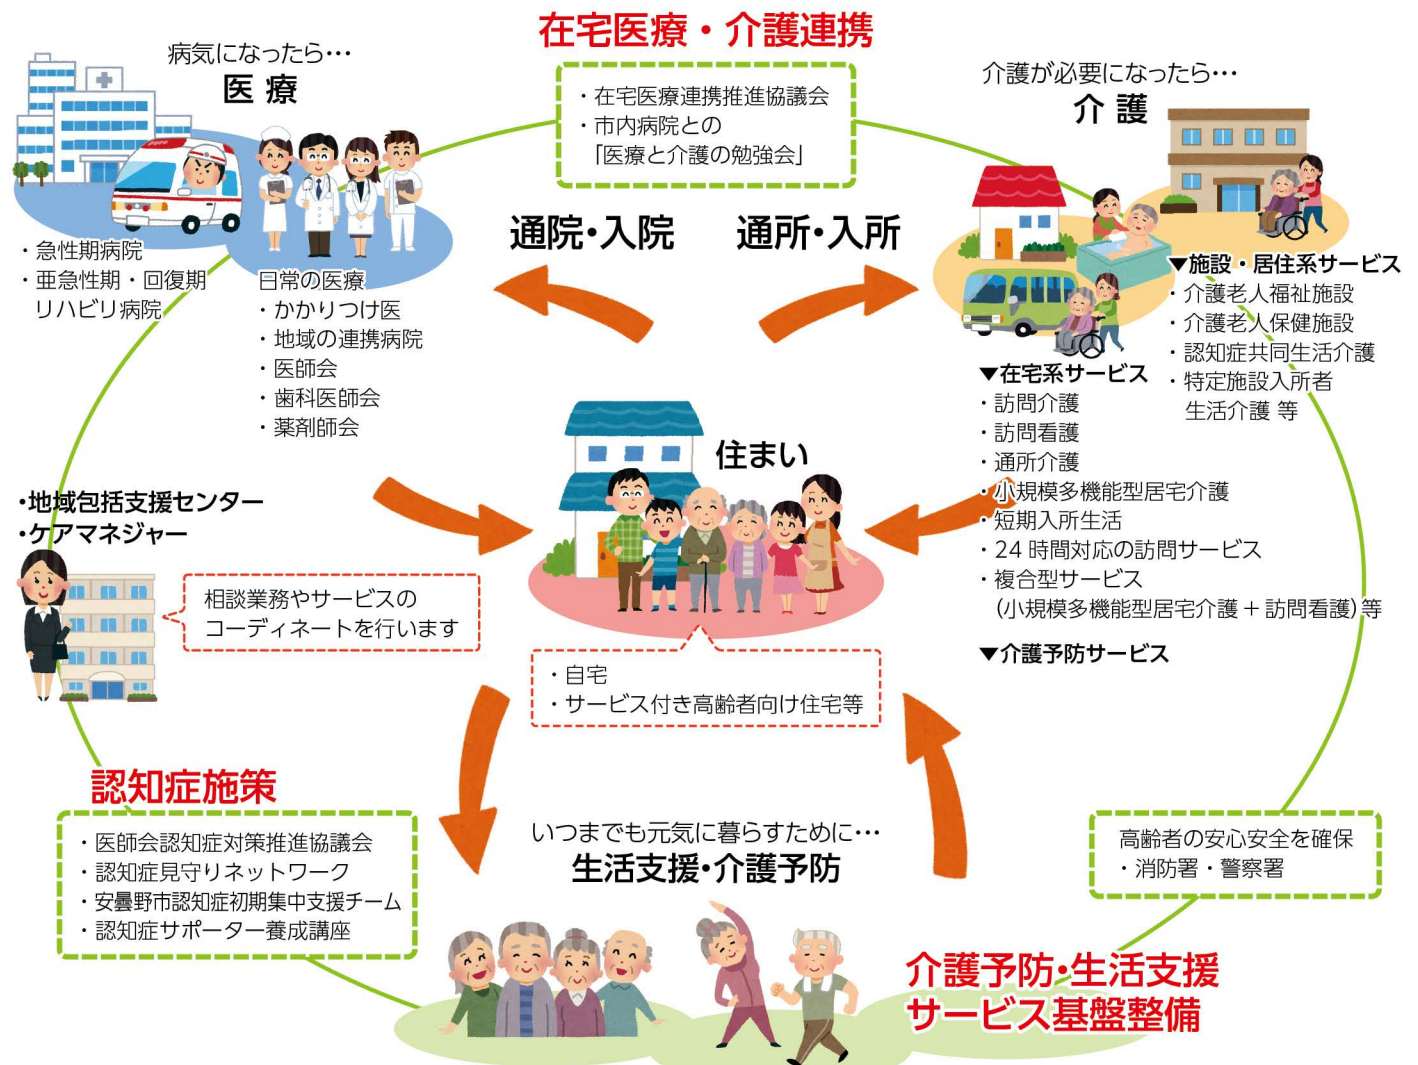 在宅医療・介護連携
・在宅医療連携推進協議会
・市内病院との
「医療と介護の勉強会」
病気になったら…
医療
・急性期病院
・亜急性期・回復期
リハビリ病院
日常の医療
・かかりつけ医
・地域の連携病院
・医師会
・歯科医師会
・薬剤師会
通院・入院
通所・入所
介護が必要になったら…
介護
▼施設・居住系サービス
・介護老人福祉施設
・介護老人保健施設
・認知症共同生活介護
・特定施設入所者
生活介護 等
▼在宅系サービス
・訪問介護
・訪問看護
・通所介護
・小規模多機能型居宅介護
・短期入所生活
・24時間対応の訪問サービス
・複合型サービス
(小規模多機能型居宅介護+訪問看護)等
▼介護予防サービス
住まい
・自宅
・サービス付き高齢者向け住宅等
・地域包括支援センター
・ケアマネジャー
相談業務やサービスの
コーディネートを行います
認知症施策
・医師会認知症対策推進協議会
・認知症見守りネットワーク
・安曇野市認知症初期集中支援チーム
・認知症サポーター養成講座
いつまでも元気に暮らすために…
生活支援・介護予防
高齢者の安心安全を確保
・消防署・警察署
介護予防・生活支援
サービス基盤整備